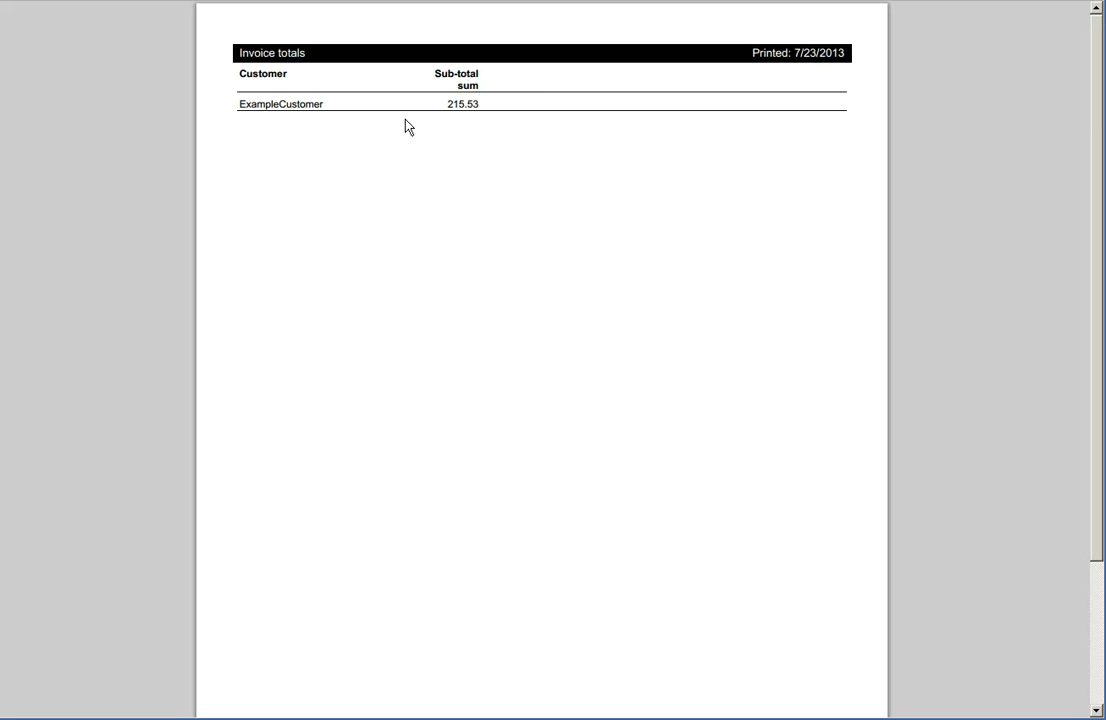 Invoice totals Printed: 7/23/2013
Customer Sub-total
sum
ExampleCustomer 215.53